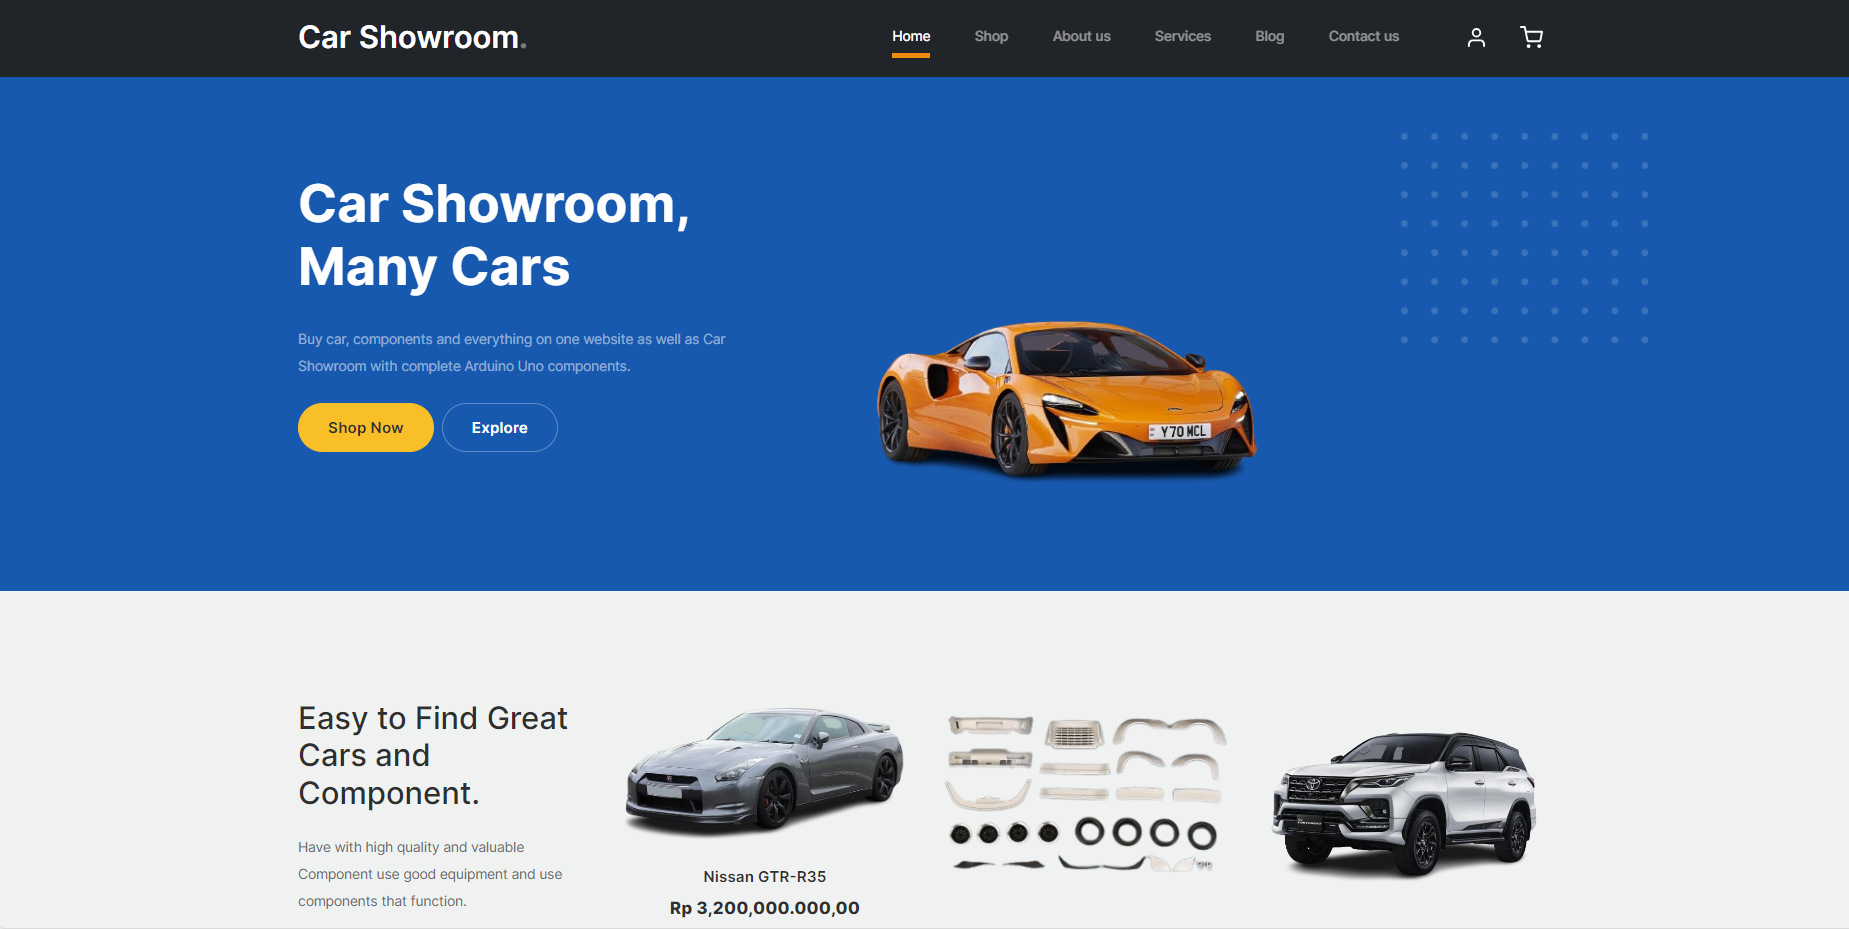 Car Showroom.
Home
Shop
About us
Services
Blog
Contact us
Car Showroom,
Many Cars
Buy car, components and everything on one website as well as Car
Showroom with complete Arduino Uno components.
Shop Now
Explore
Y70 MCL
Easy to Find Great
Cars and
Component.
Have with high quality and valuable
Component use good equipment and use
components that function.
Nissan GTR-R35
Rp 3,200,000.000,00